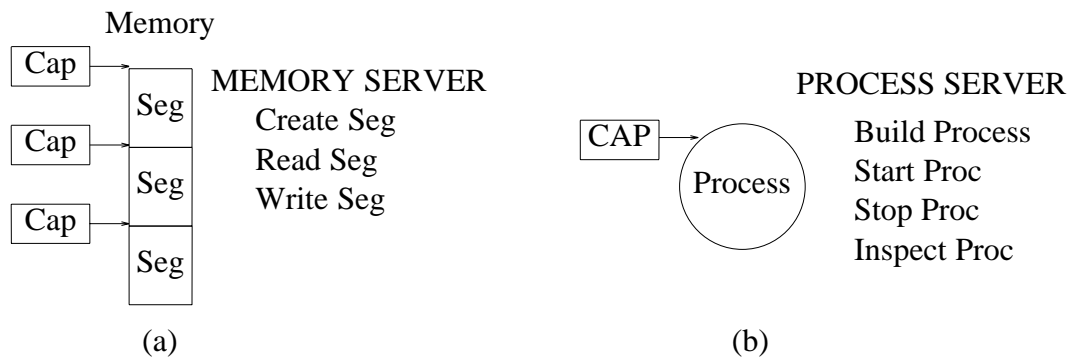 Memory
Cap
Seg
Cap
Seg
Cap
Seg
MEMORY SERVER
Create Seg
Read Seg
Write Seg
(a)
CAP
Process
PROCESS SERVER
Build Process
Start Proc
Stop Proc
Inspect Proc
(b)